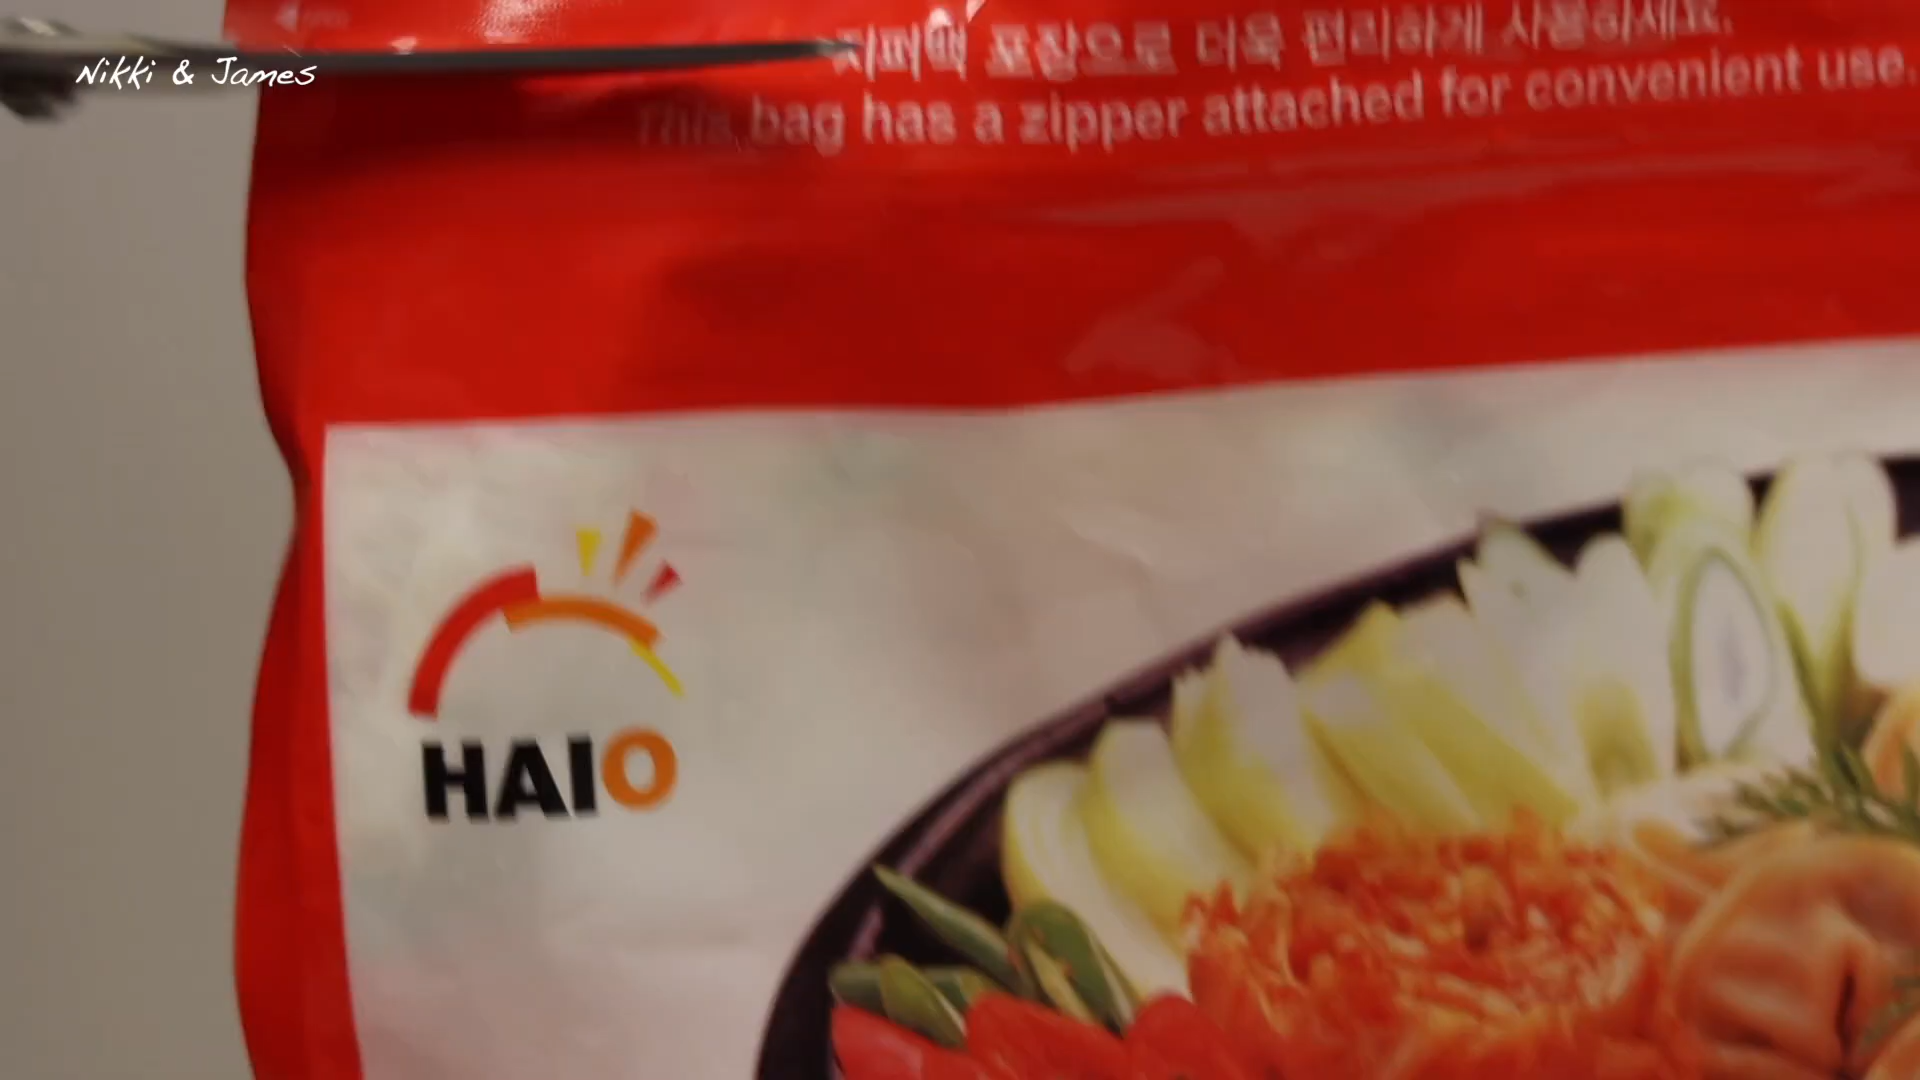 Nikki & James
지퍼백 포장으로 더욱 편리하게 사용하세요.
This bag has a zipper attached for convenient use.
HAIO